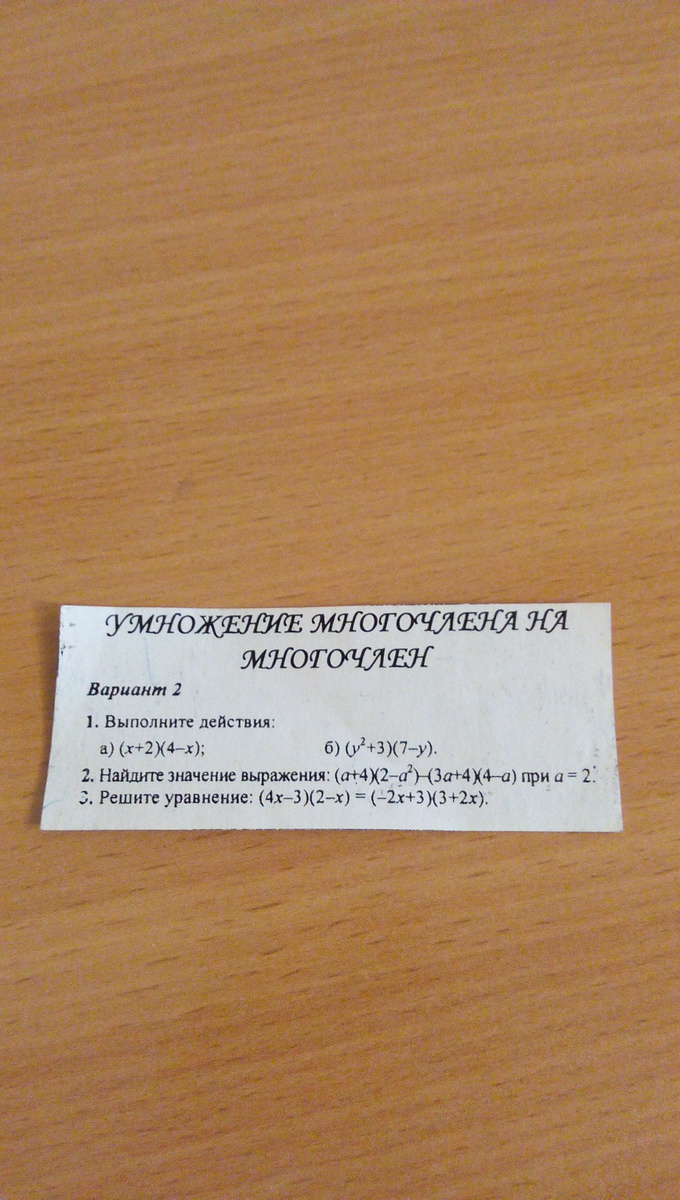 УМНОЖЕНИЕ МНОГОЧЛЕНА НА
МНОГОЧЛЕН
Вариант 2
1. Выполните действия:
а) (x+2)(4–x); б) (y²+3)(7–y).
2. Найдите значение выражения: (a+4)(2–a²)–(3a+4)(4–a) при a = 2.
3. Решите уравнение: (4x–3)(2–x) = (–2x+3)(3+2x).